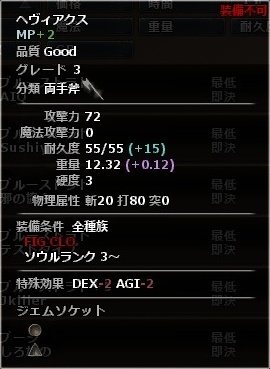 装備不可
ヘヴィアクス
MP+2
品質 Good
グレード 3
分類 両手斧
攻撃力 72
魔法攻撃力 0
耐久度 55/55 (+15)
重量 12.32 (+0.12)
硬度 3
物理属性 斬20 打80 突0
装備条件 全種族
FIG CLO.
ソウルランク 3～
特殊効果 DEX-2 AGI-2
ジェムソケット